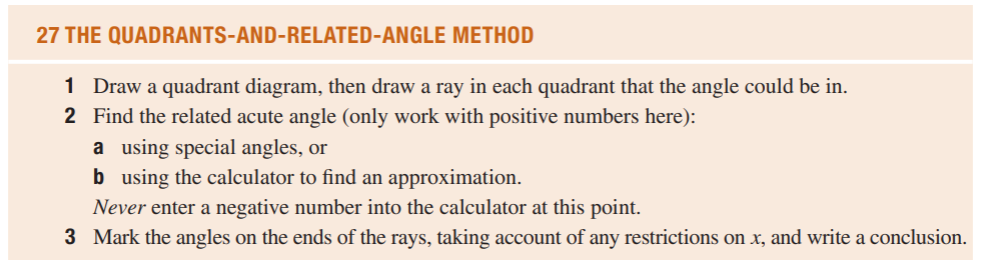 27 THE QUADRANTS-AND-RELATED-ANGLE METHOD
1 Draw a quadrant diagram, then draw a ray in each quadrant that the angle could be in.
2 Find the related acute angle (only work with positive numbers here):
a using special angles, or
b using the calculator to find an approximation.
Never enter a negative number into the calculator at this point.
3 Mark the angles on the ends of the rays, taking account of any restrictions on x, and write a conclusion.